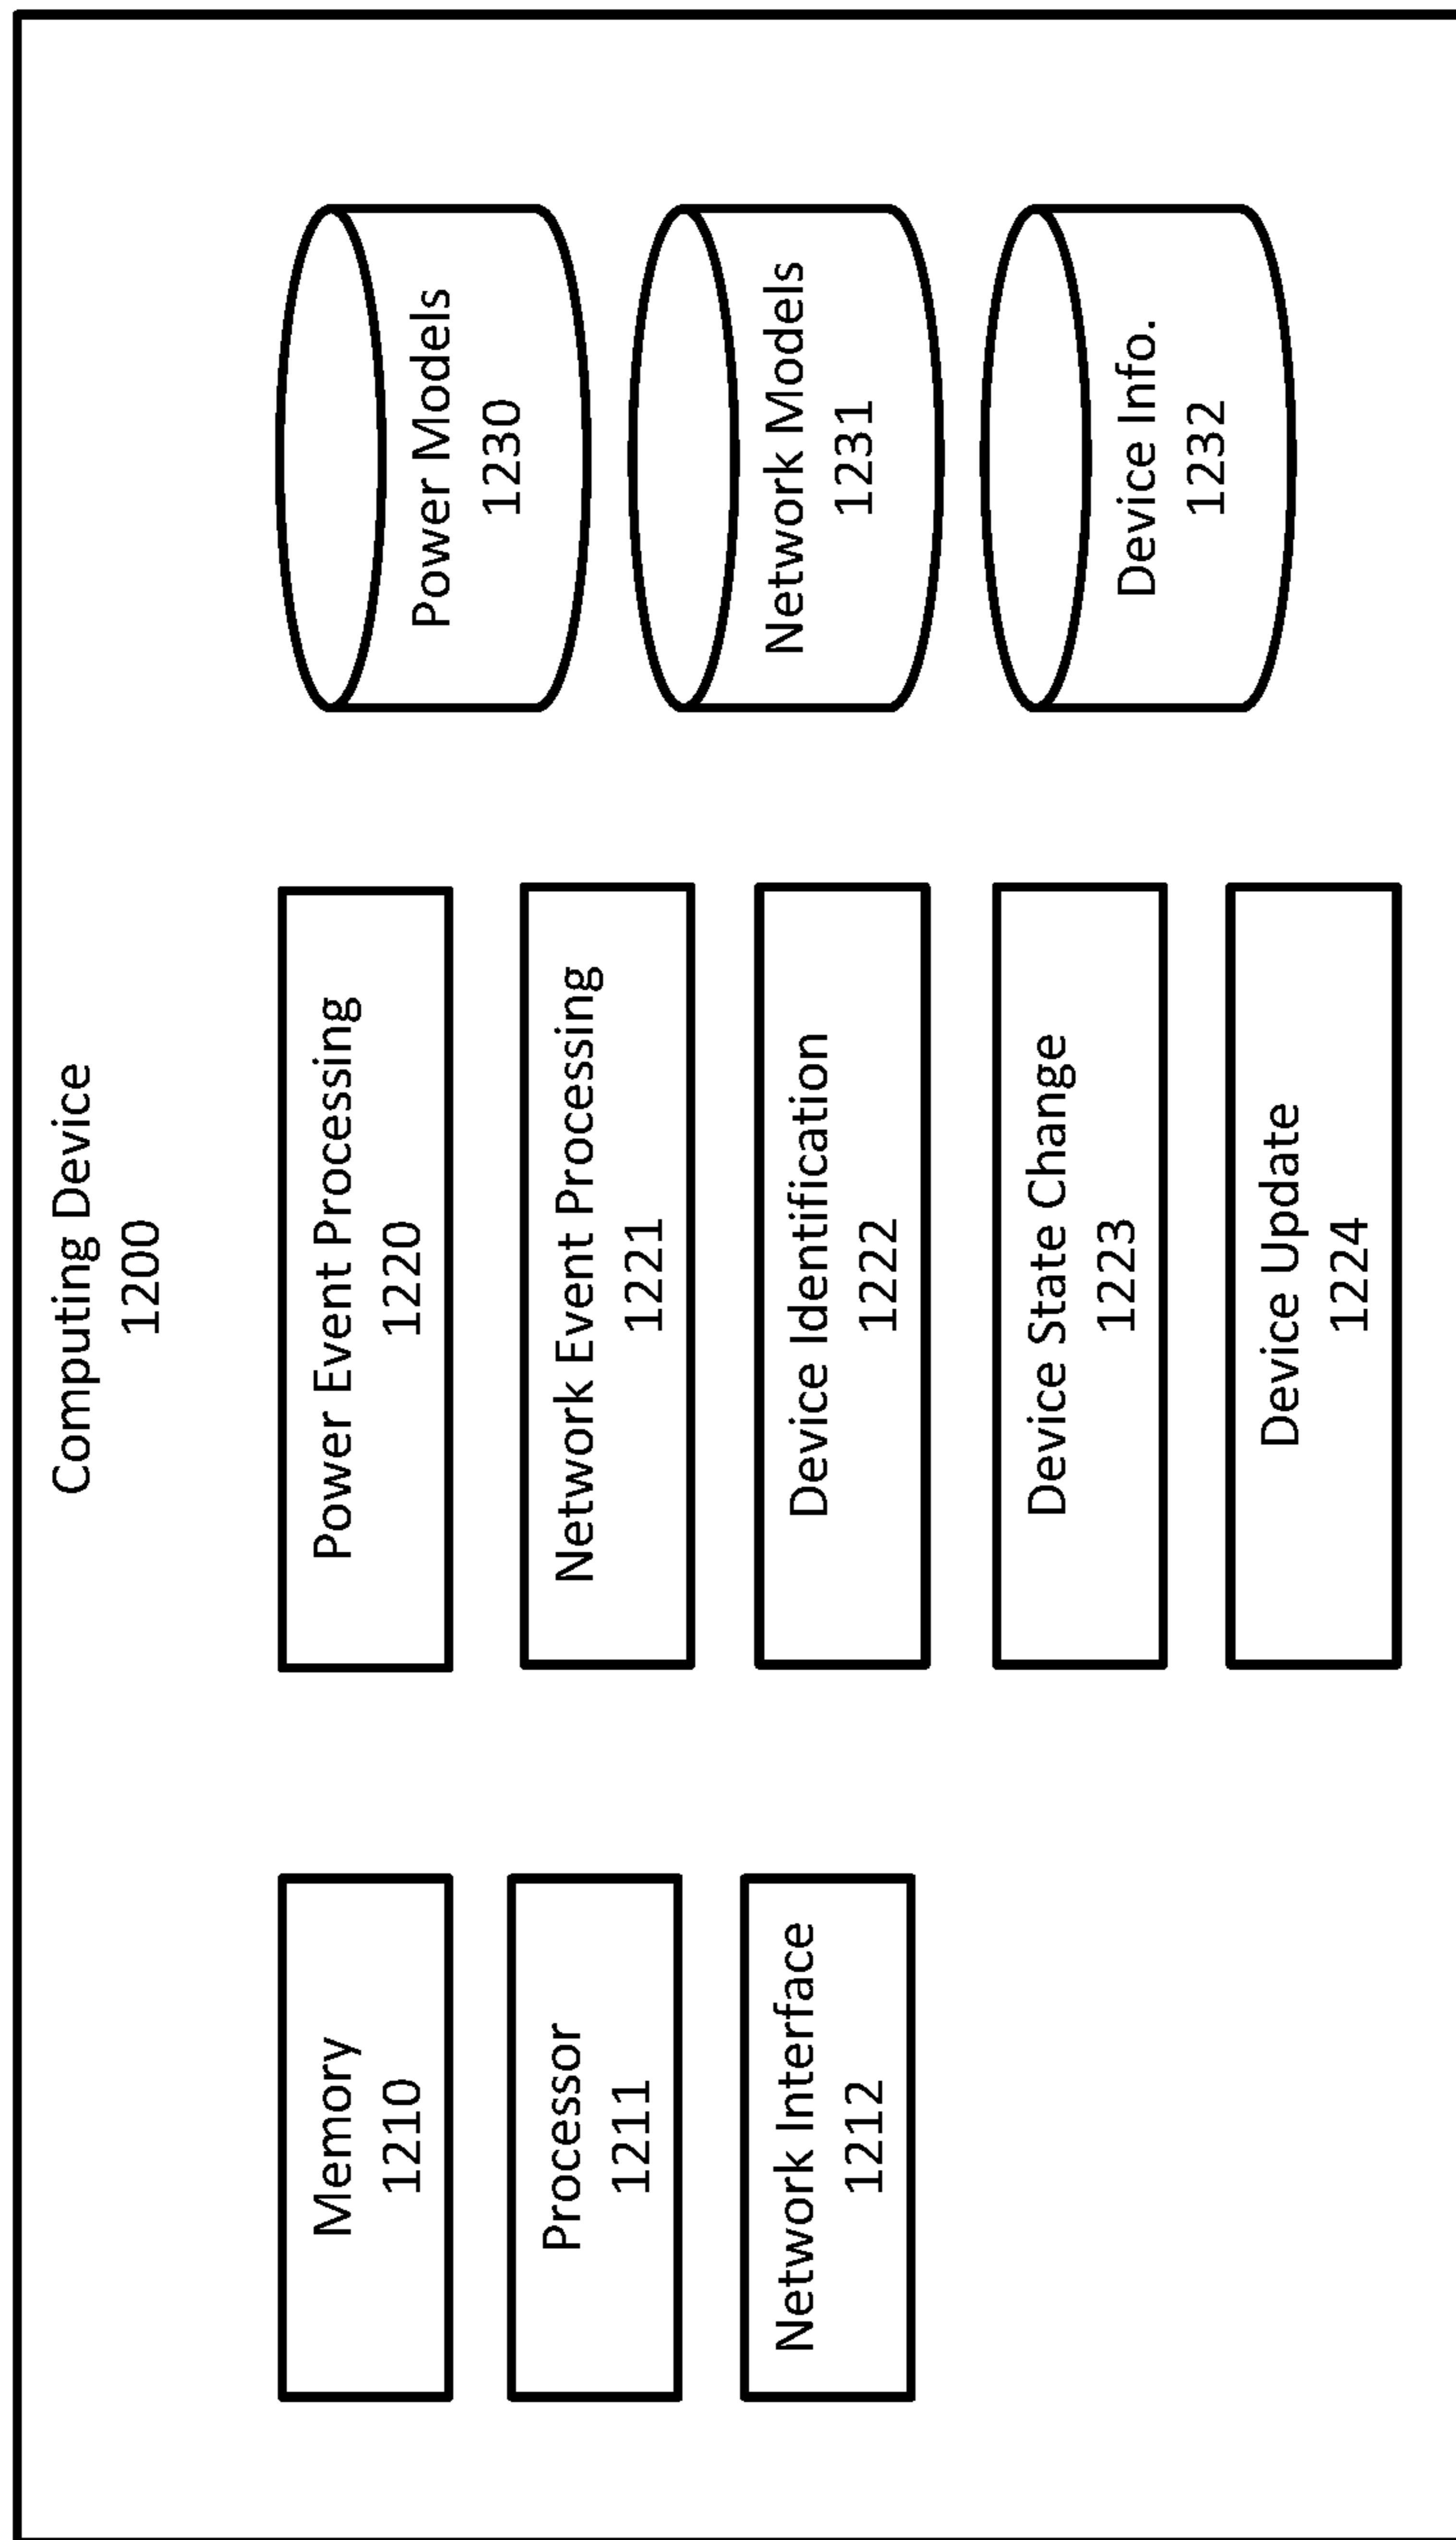 Computing Device
1200
Memory
1210
Processor
1211
Network Interface
1212
Power Event Processing
1220
Network Event Processing
1221
Device Identification
1222
Device State Change
1223
Device Update
1224
Power Models
1230
Network Models
1231
Device Info.
1232